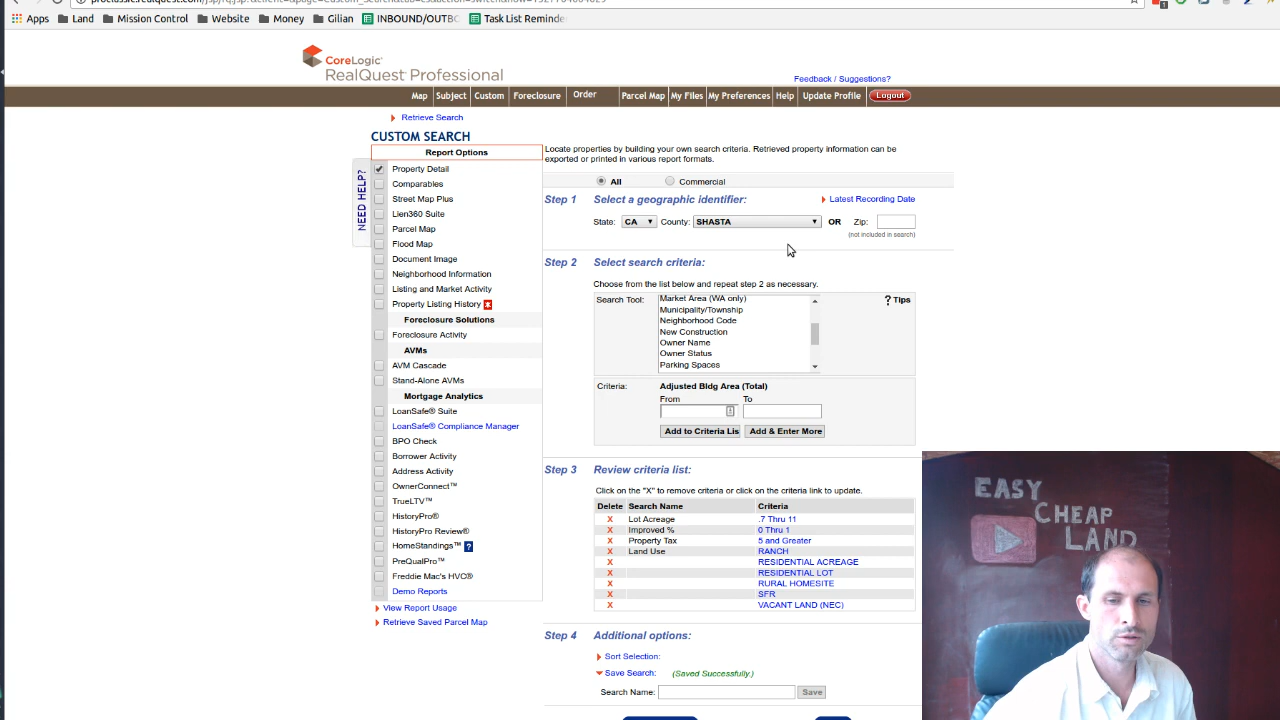 Apps Land Mission Control Website Money Gilian INBOUND/OUTBC Task List Reminde
CoreLogic
RealQuest Professional
Feedback / Suggestions?
Map Subject Custom Foreclosure Order Parcel Map My Files My Preferences Help Update Profile Logout
Retrieve Search
CUSTOM SEARCH
Report Options
NEED HELP?
Property Detail
Comparables
Street Map Plus
Lien360 Suite
Parcel Map
Flood Map
Document Image
Neighborhood Information
Listing and Market Activity
Property Listing History
Foreclosure Solutions
Foreclosure Activity
AVMs
AVM Cascade
Stand-Alone AVMs
Mortgage Analytics
LoanSafe® Suite
LoanSafe® Compliance Manager
BPO Check
Borrower Activity
Address Activity
OwnerConnect™
TrueLTV™
HistoryPro®
HistoryPro Review®
HomeStandings™ ?
PreQualPro™
Freddie Mac's HVC®
Demo Reports
View Report Usage
Retrieve Saved Parcel Map
Locate properties by building your own search criteria. Retrieved property information can be
exported or printed in various report formats.
All Commercial
Step 1 Select a geographic identifier: Latest Recording Date
State: CA County: SHASTA OR Zip:
(not included in search)
Step 2 Select search criteria:
Choose from the list below and repeat step 2 as necessary.
Search Tool: Market Area (WA only) ? Tips
Municipality/Township
Neighborhood Code
New Construction
Owner Name
Owner Status
Parking Spaces
Criteria: Adjusted Bldg Area (Total)
From To
Add to Criteria Lis Add & Enter More
Step 3 Review criteria list:
Click on the "X" to remove criteria or click on the criteria link to update.
Delete Search Name Criteria
X Lot Acreage .7 Thru 11
X Improved % 0 Thru 1
X Property Tax 5 and Greater
X Land Use RANCH
X RESIDENTIAL ACREAGE
X RESIDENTIAL LOT
X RURAL HOMESITE
X SFR
X VACANT LAND (NEC)
Step 4 Additional options:
Sort Selection:
Save Search: (Saved Successfully.)
Search Name: Save
EASY
CHEAP
LAND